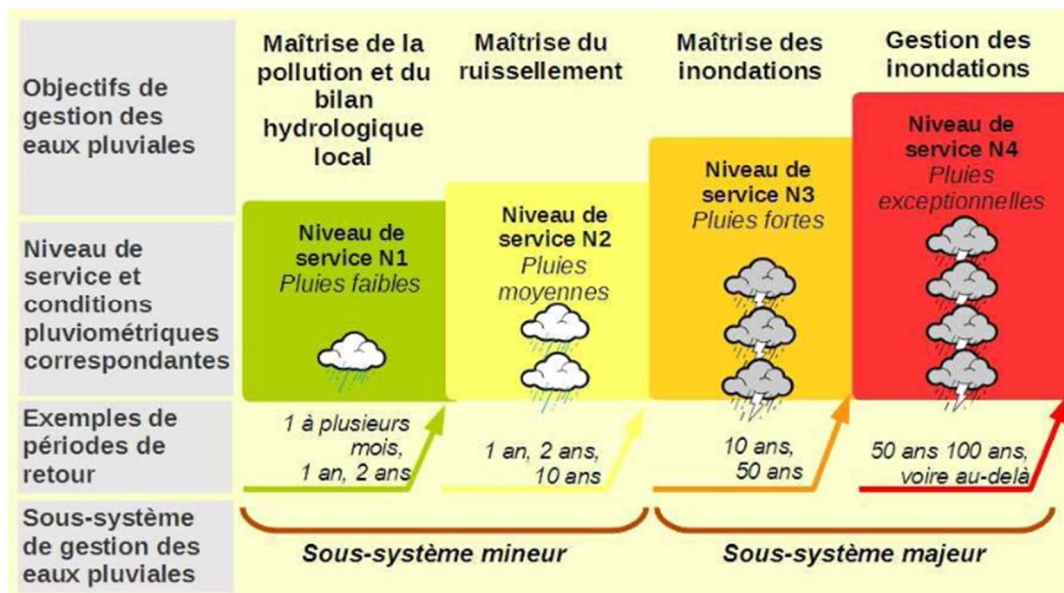 Objectifs de
gestion des
eaux pluviales
Maîtrise de la
pollution et du
bilan
hydrologique
local
Maîtrise du
ruissellement
Maîtrise des
inondations
Gestion des
inondations
Niveau de
service et
conditions
pluviométriques
correspondantes
Niveau de
service N1
Pluies faibles
Niveau de
service N2
Pluies
moyennes
Niveau de
service N3
Pluies fortes
Niveau de
service N4
Pluies
exceptionnelles
Exemples de
périodes de
retour
1 à plusieurs
mois,
1 an, 2 ans
1 an, 2 ans,
10 ans
10 ans,
50 ans
50 ans 100 ans,
voire au-delà
Sous-système
de gestion des
eaux pluviales
Sous-système mineur
Sous-système majeur